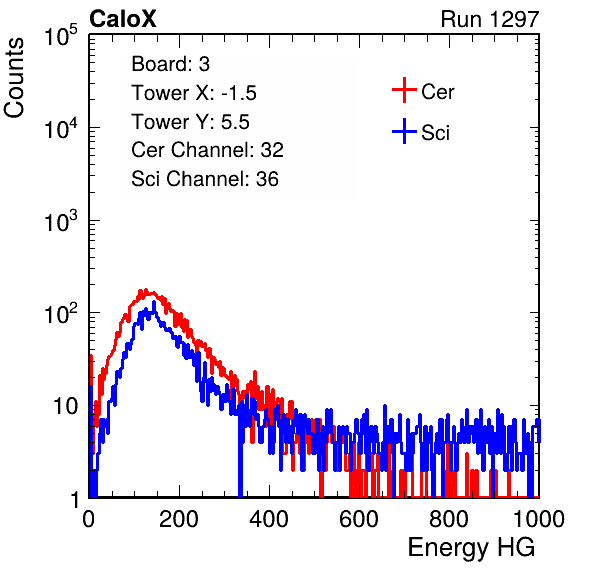 CaloX Run 1297
Counts
Board: 3
Tower X: -1.5
Tower Y: 5.5
Cer Channel: 32
Sci Channel: 36
Cer
Sci
10^5
10^4
10^3
10^2
10
1
0 200 400 600 800 1000
Energy HG